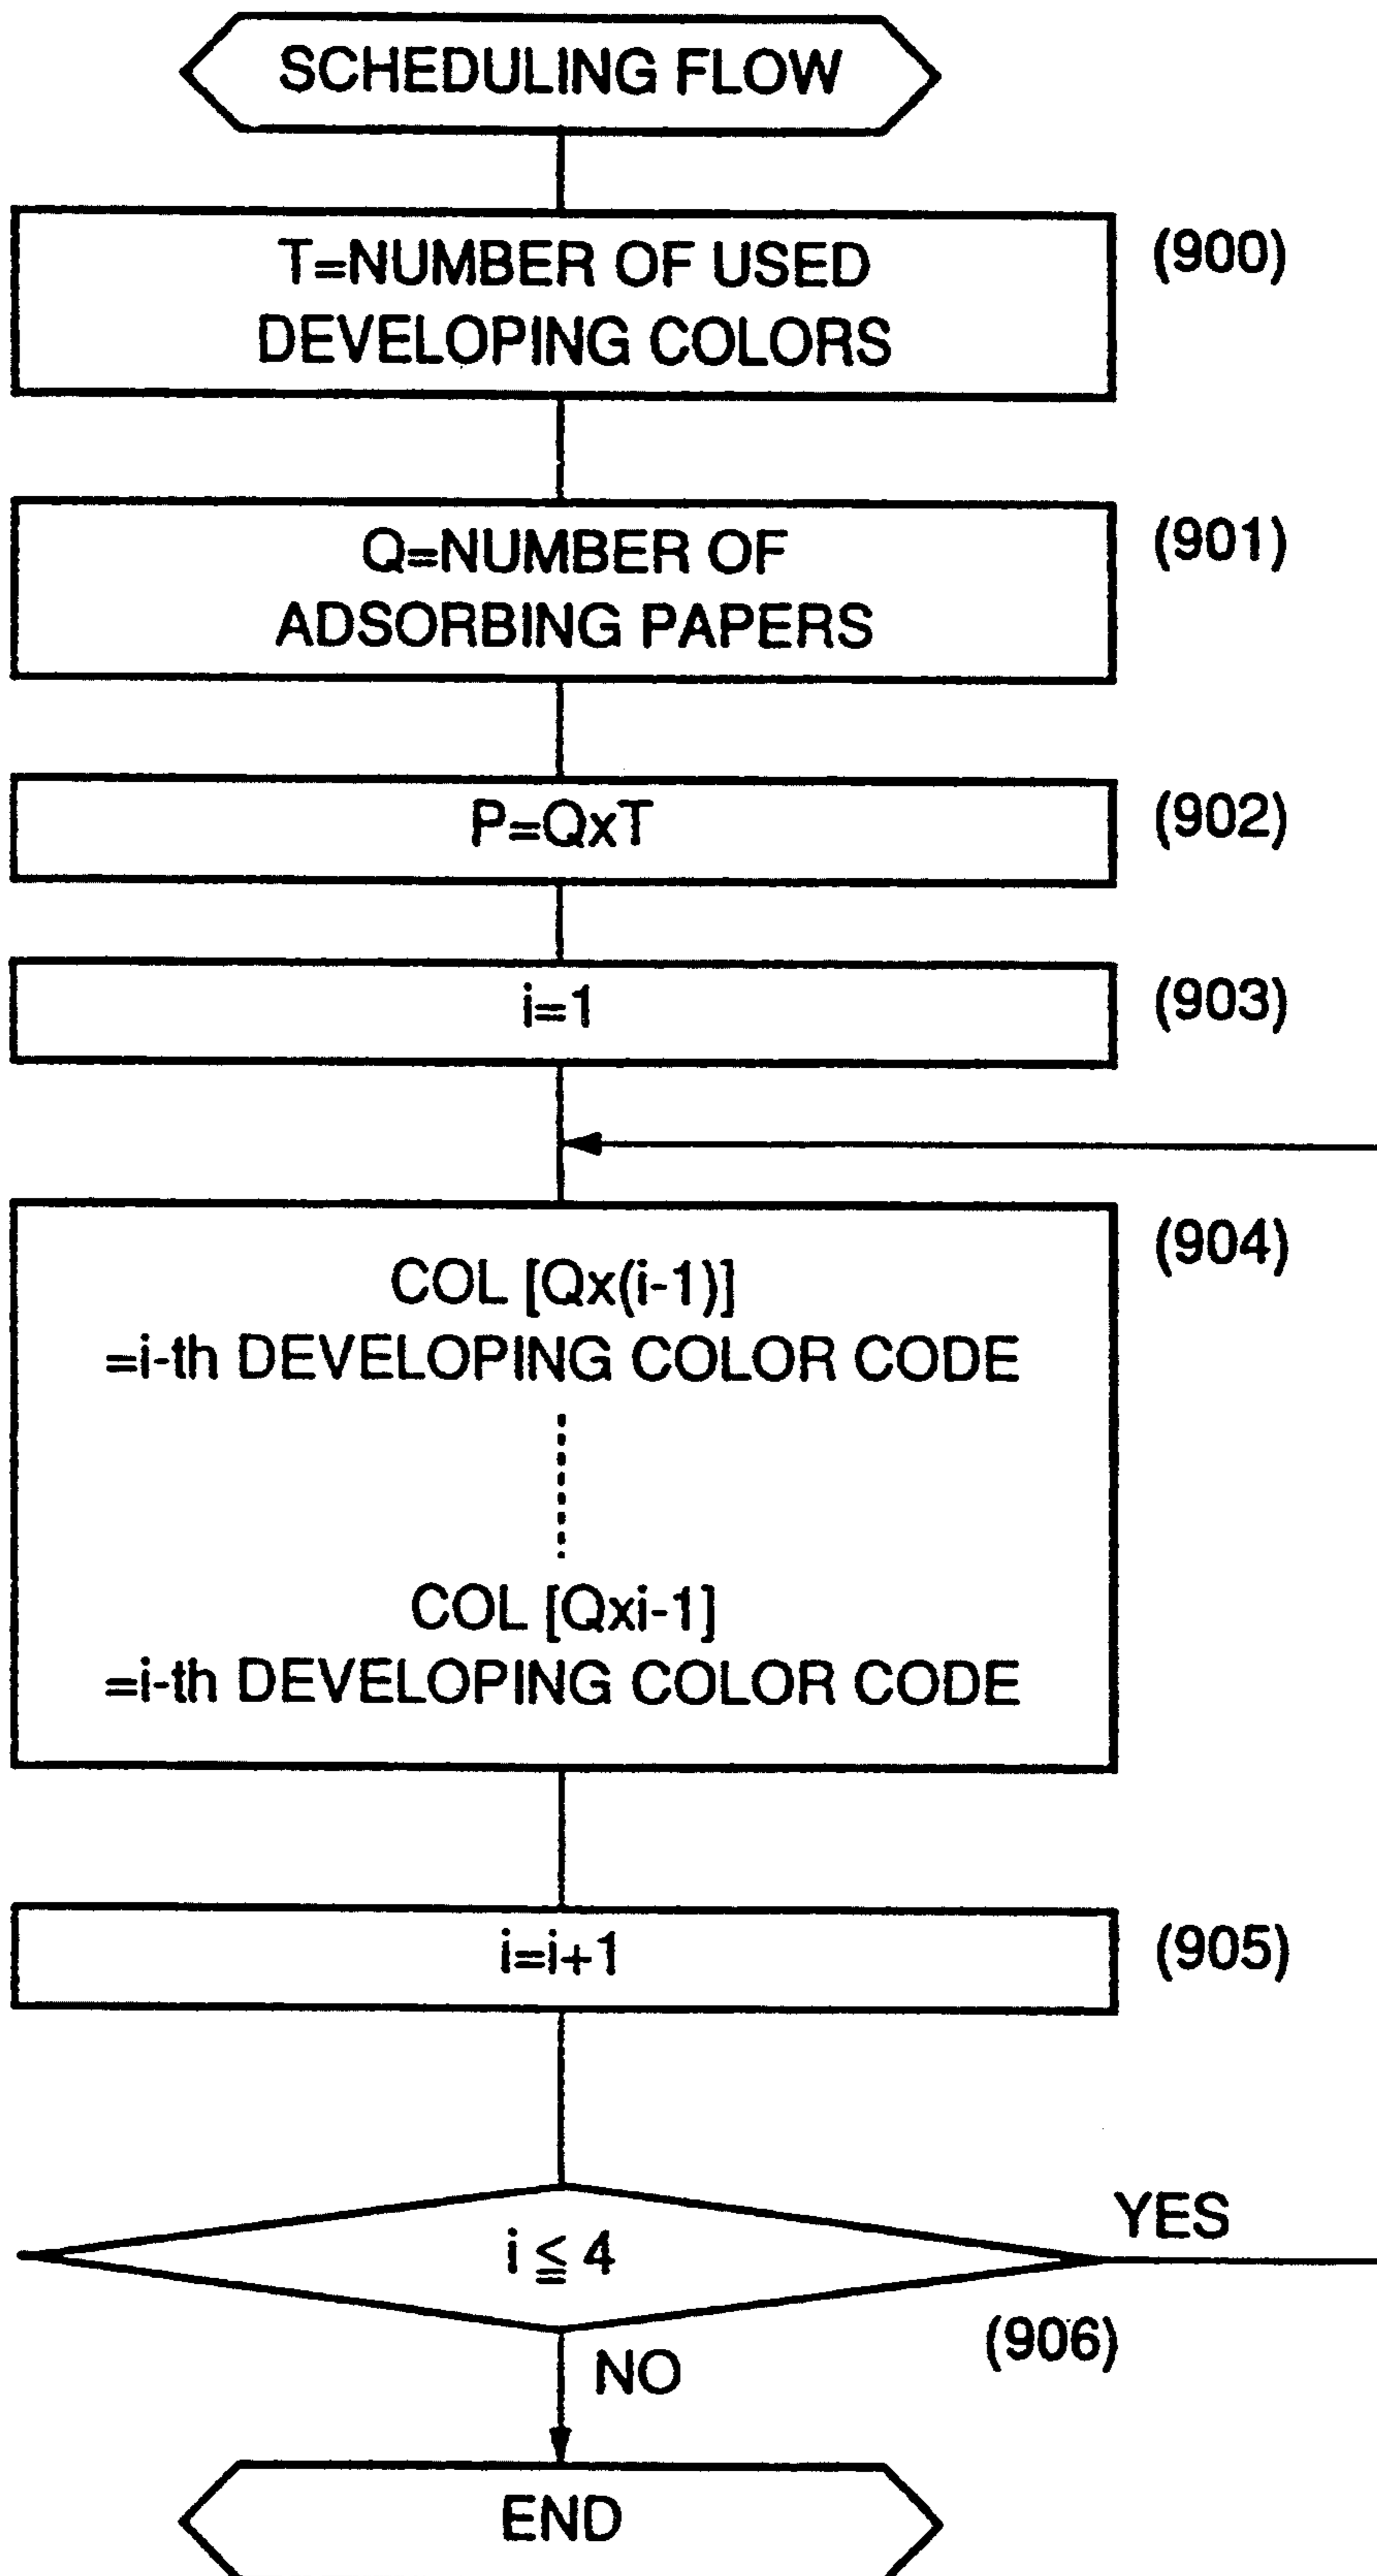 SCHEDULING FLOW
T=NUMBER OF USED
DEVELOPING COLORS
(900)
Q=NUMBER OF
ADSORBING PAPERS
(901)
P=QxT
(902)
i=1
(903)
COL [Qx(i-1)]
=i-th DEVELOPING COLOR CODE
COL [Qxi-1]
=i-th DEVELOPING COLOR CODE
(904)
i=i+1
(905)
i ≦ 4
YES
(906)
NO
END